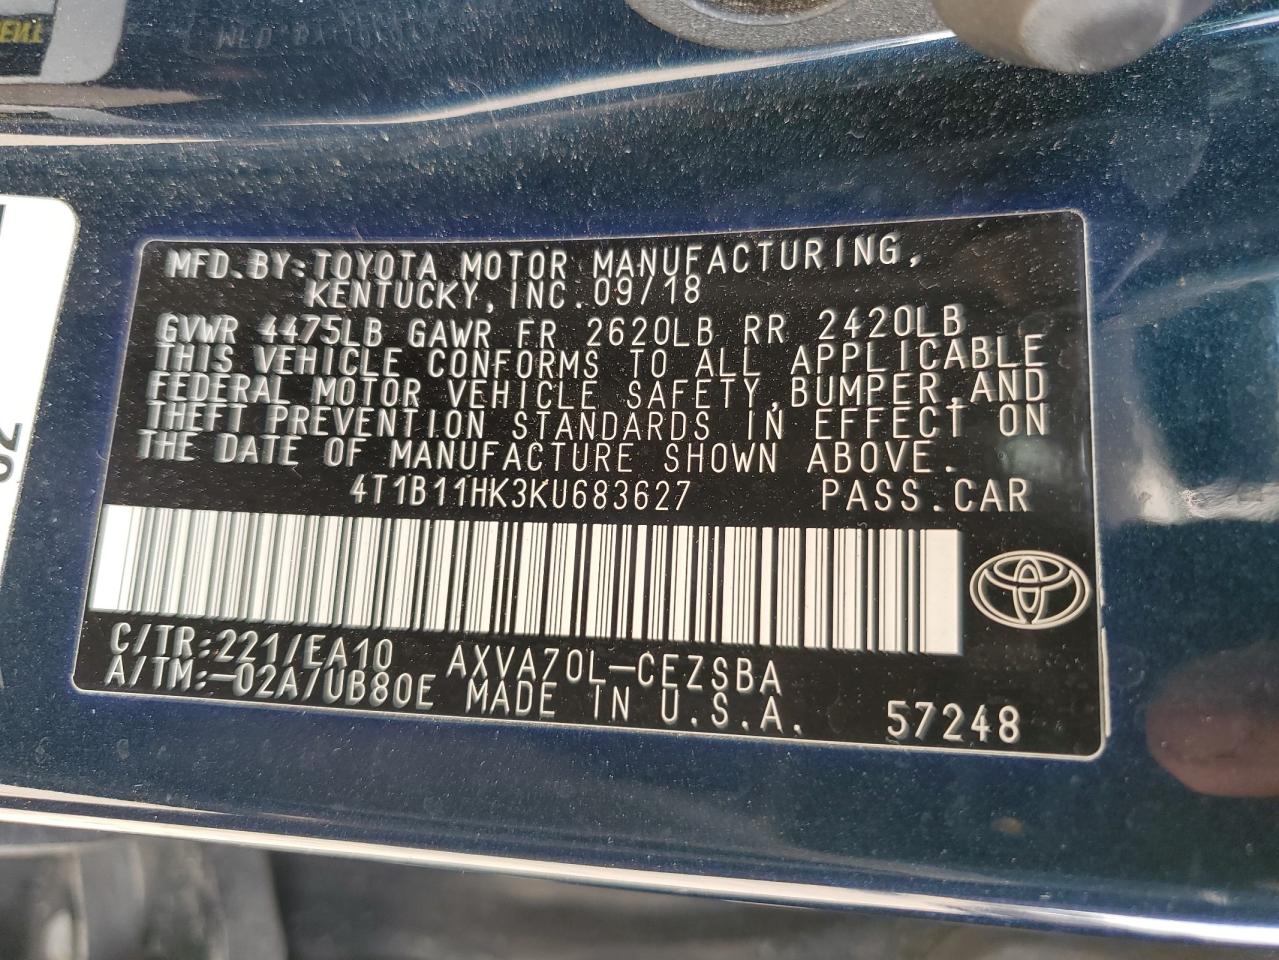 MFD.BY:TOYOTA MOTOR MANUFACTURING,
KENTUCKY,INC.09/18
GVWR 4475LB GAWR FR 2620LB RR 2420LB
THIS VEHICLE CONFORMS TO ALL APPLICABLE
FEDERAL MOTOR VEHICLE SAFETY,BUMPER,AND
THEFT PREVENTION STANDARDS IN EFFECT ON
THE DATE OF MANUFACTURE SHOWN ABOVE.
4T1B11HK3KU683627 PASS.CAR
C/TR:221/EA10 AXVA70L-CEZSBA
A/TM:-02A/UB80E MADE IN U.S.A. 57248